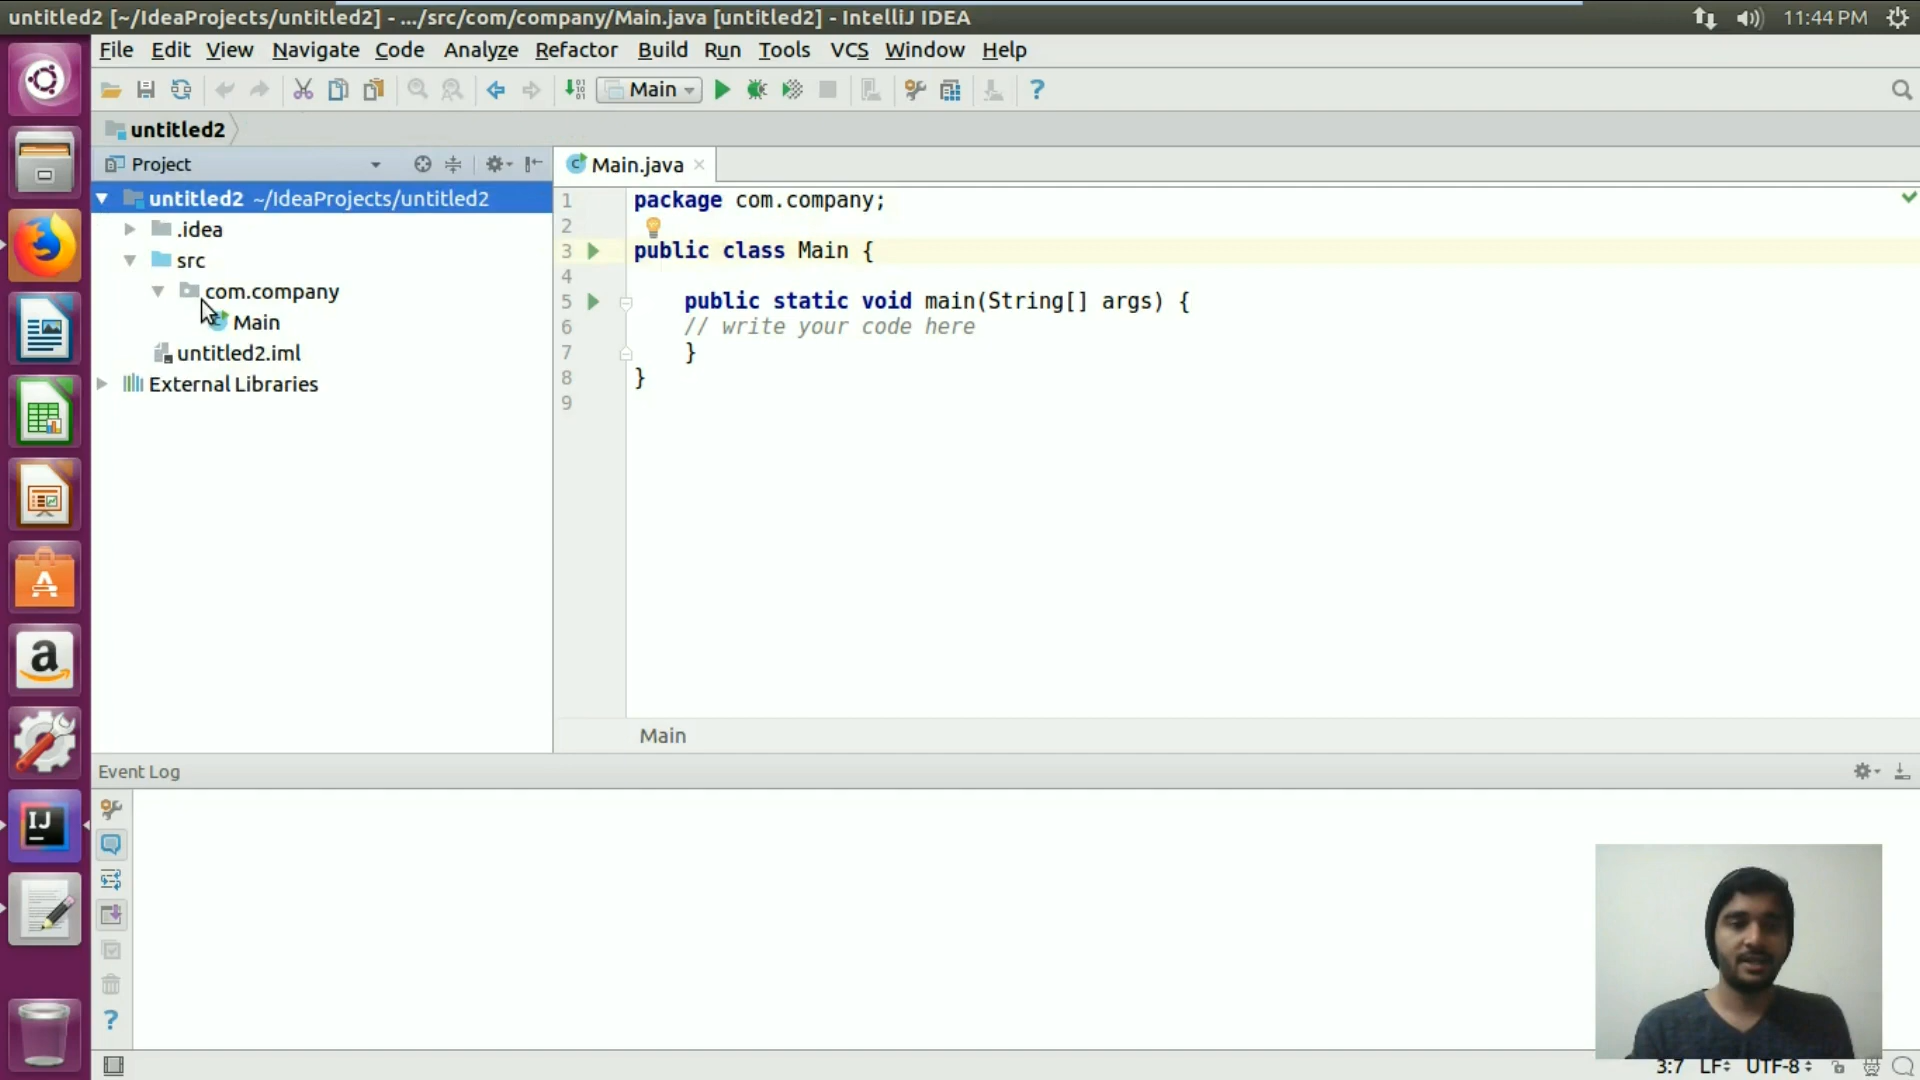 untitled2 [~/IdeaProjects/untitled2] - .../src/com/company/Main.java [untitled2] - IntelliJ IDEA
11:44 PM
File Edit View Navigate Code Analyze Refactor Build Run Tools VCS Window Help
Main
untitled2
Project
Main.java
untitled2 ~/IdeaProjects/untitled2
.idea
src
com.company
Main
untitled2.iml
External Libraries
1 package com.company;
2
3 public class Main {
4
5 public static void main(String[] args) {
6 // write your code here
7 }
8 }
9
Main
Event Log
IJ
a
3:7 LF UTF-8